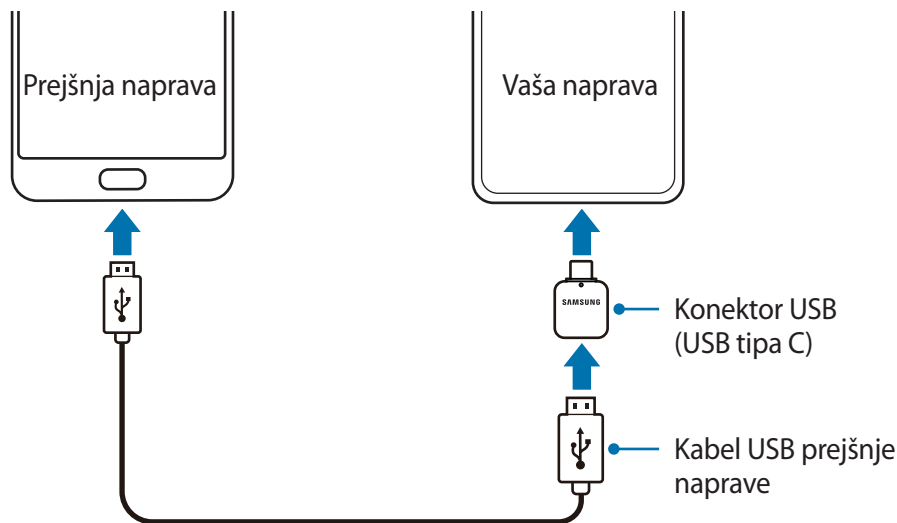 Prejšnja naprava
Vaša naprava
SAMSUNG
Konektor USB
(USB tipa C)
Kabel USB prejšnje
naprave